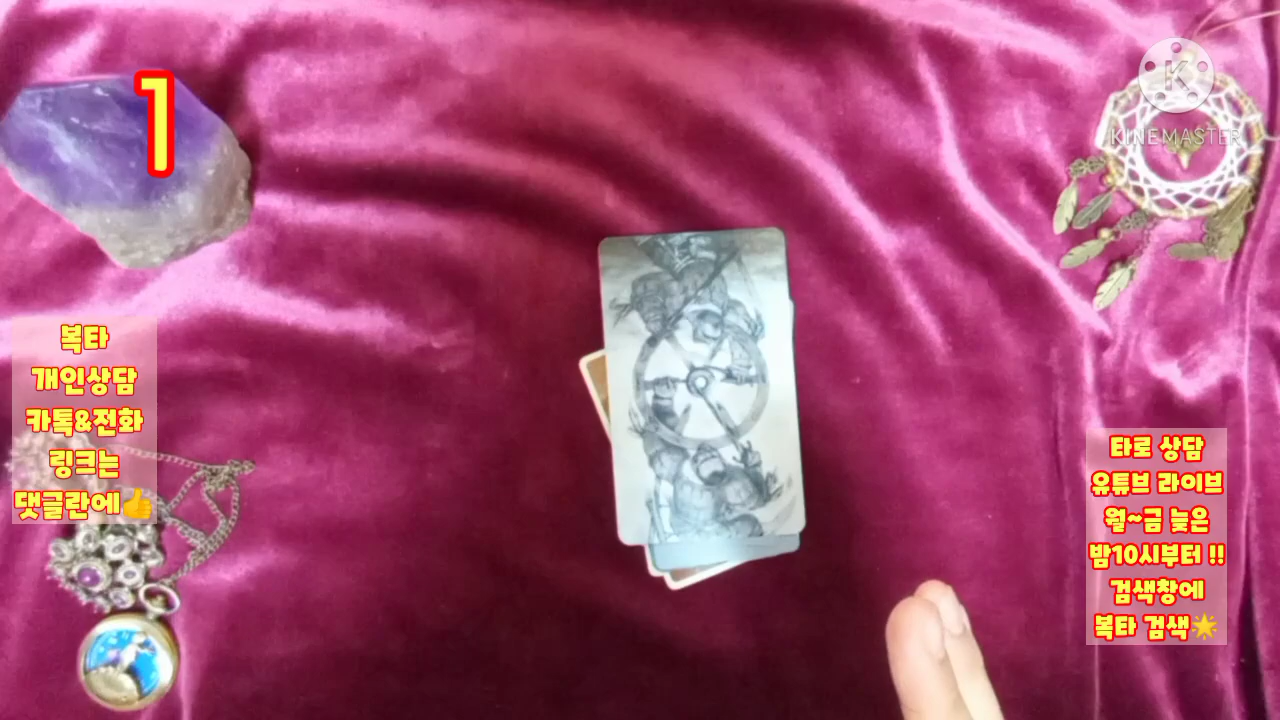 1
KINEMASTER
복타
개인상담
카톡&전화
링크는
댓글란에👍
타로 상담
유튜브 라이브
월~금 늦은
밤10시부터 !!
검색창에
복타 검색🌟